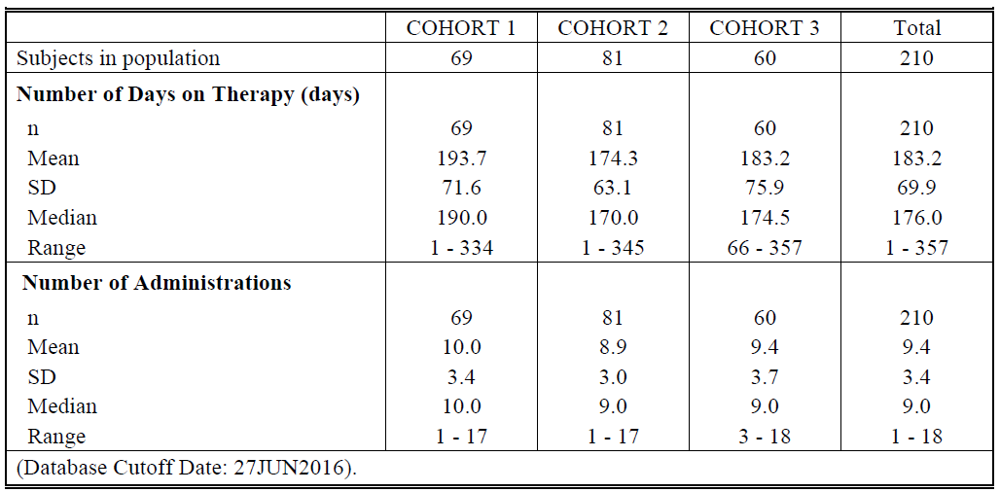 COHORT 1 COHORT 2 COHORT 3 Total
Subjects in population 69 81 60 210
Number of Days on Therapy (days)
n 69 81 60 210
Mean 193.7 174.3 183.2 183.2
SD 71.6 63.1 75.9 69.9
Median 190.0 170.0 174.5 176.0
Range 1 - 334 1 - 345 66 - 357 1 - 357
Number of Administrations
n 69 81 60 210
Mean 10.0 8.9 9.4 9.4
SD 3.4 3.0 3.7 3.4
Median 10.0 9.0 9.0 9.0
Range 1 - 17 1 - 17 3 - 18 1 - 18
(Database Cutoff Date: 27JUN2016).